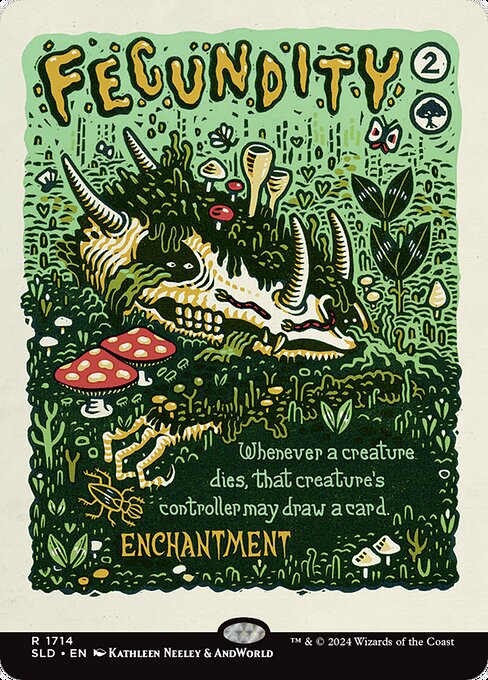 FECUNDITY
2
Whenever a creature
dies, that creature's
controller may draw a card.
ENCHANTMENT
R 1714
SLD • EN KATHLEEN NEELEY & ANDWORLD
™ & © 2024 Wizards of the Coast